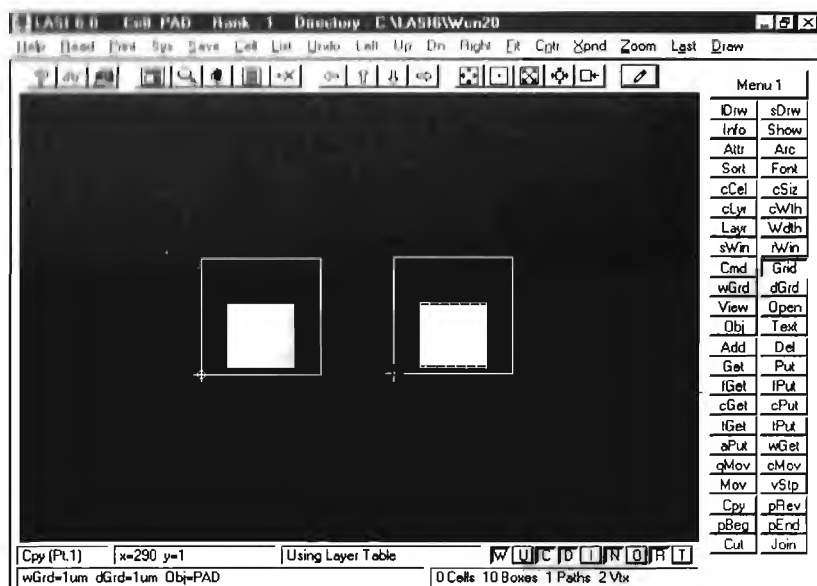 LASI 6.0 Cell PAD Rank 1 Directory C:\LASI6\Wcn20
Help Read Print Sys Save Cell List Undo Left Up Dn Right Fit Cntr Xpnd Zoom Last Draw
Menu 1
lDrw sDrw
Info Show
Attr Arc
Sort Font
cCel cSiz
cLyr cWth
Layr Wdth
sWin rWin
Cmd Grid
wGrd dGrd
View Open
Obj Text
Add Del
Get Put
fGet fPut
cGet cPut
tGet tPut
aPut wGet
qMov cMov
Mov vStp
Cpy pRev
pBeg pEnd
Cut Join
Cpy (Pt.1) x=290 y=1 Using Layer Table W U C D I N O R T
wGrd=1um dGrd=1um Obj=PAD 0 Cells 10 Boxes 1 Paths 2 Vtx